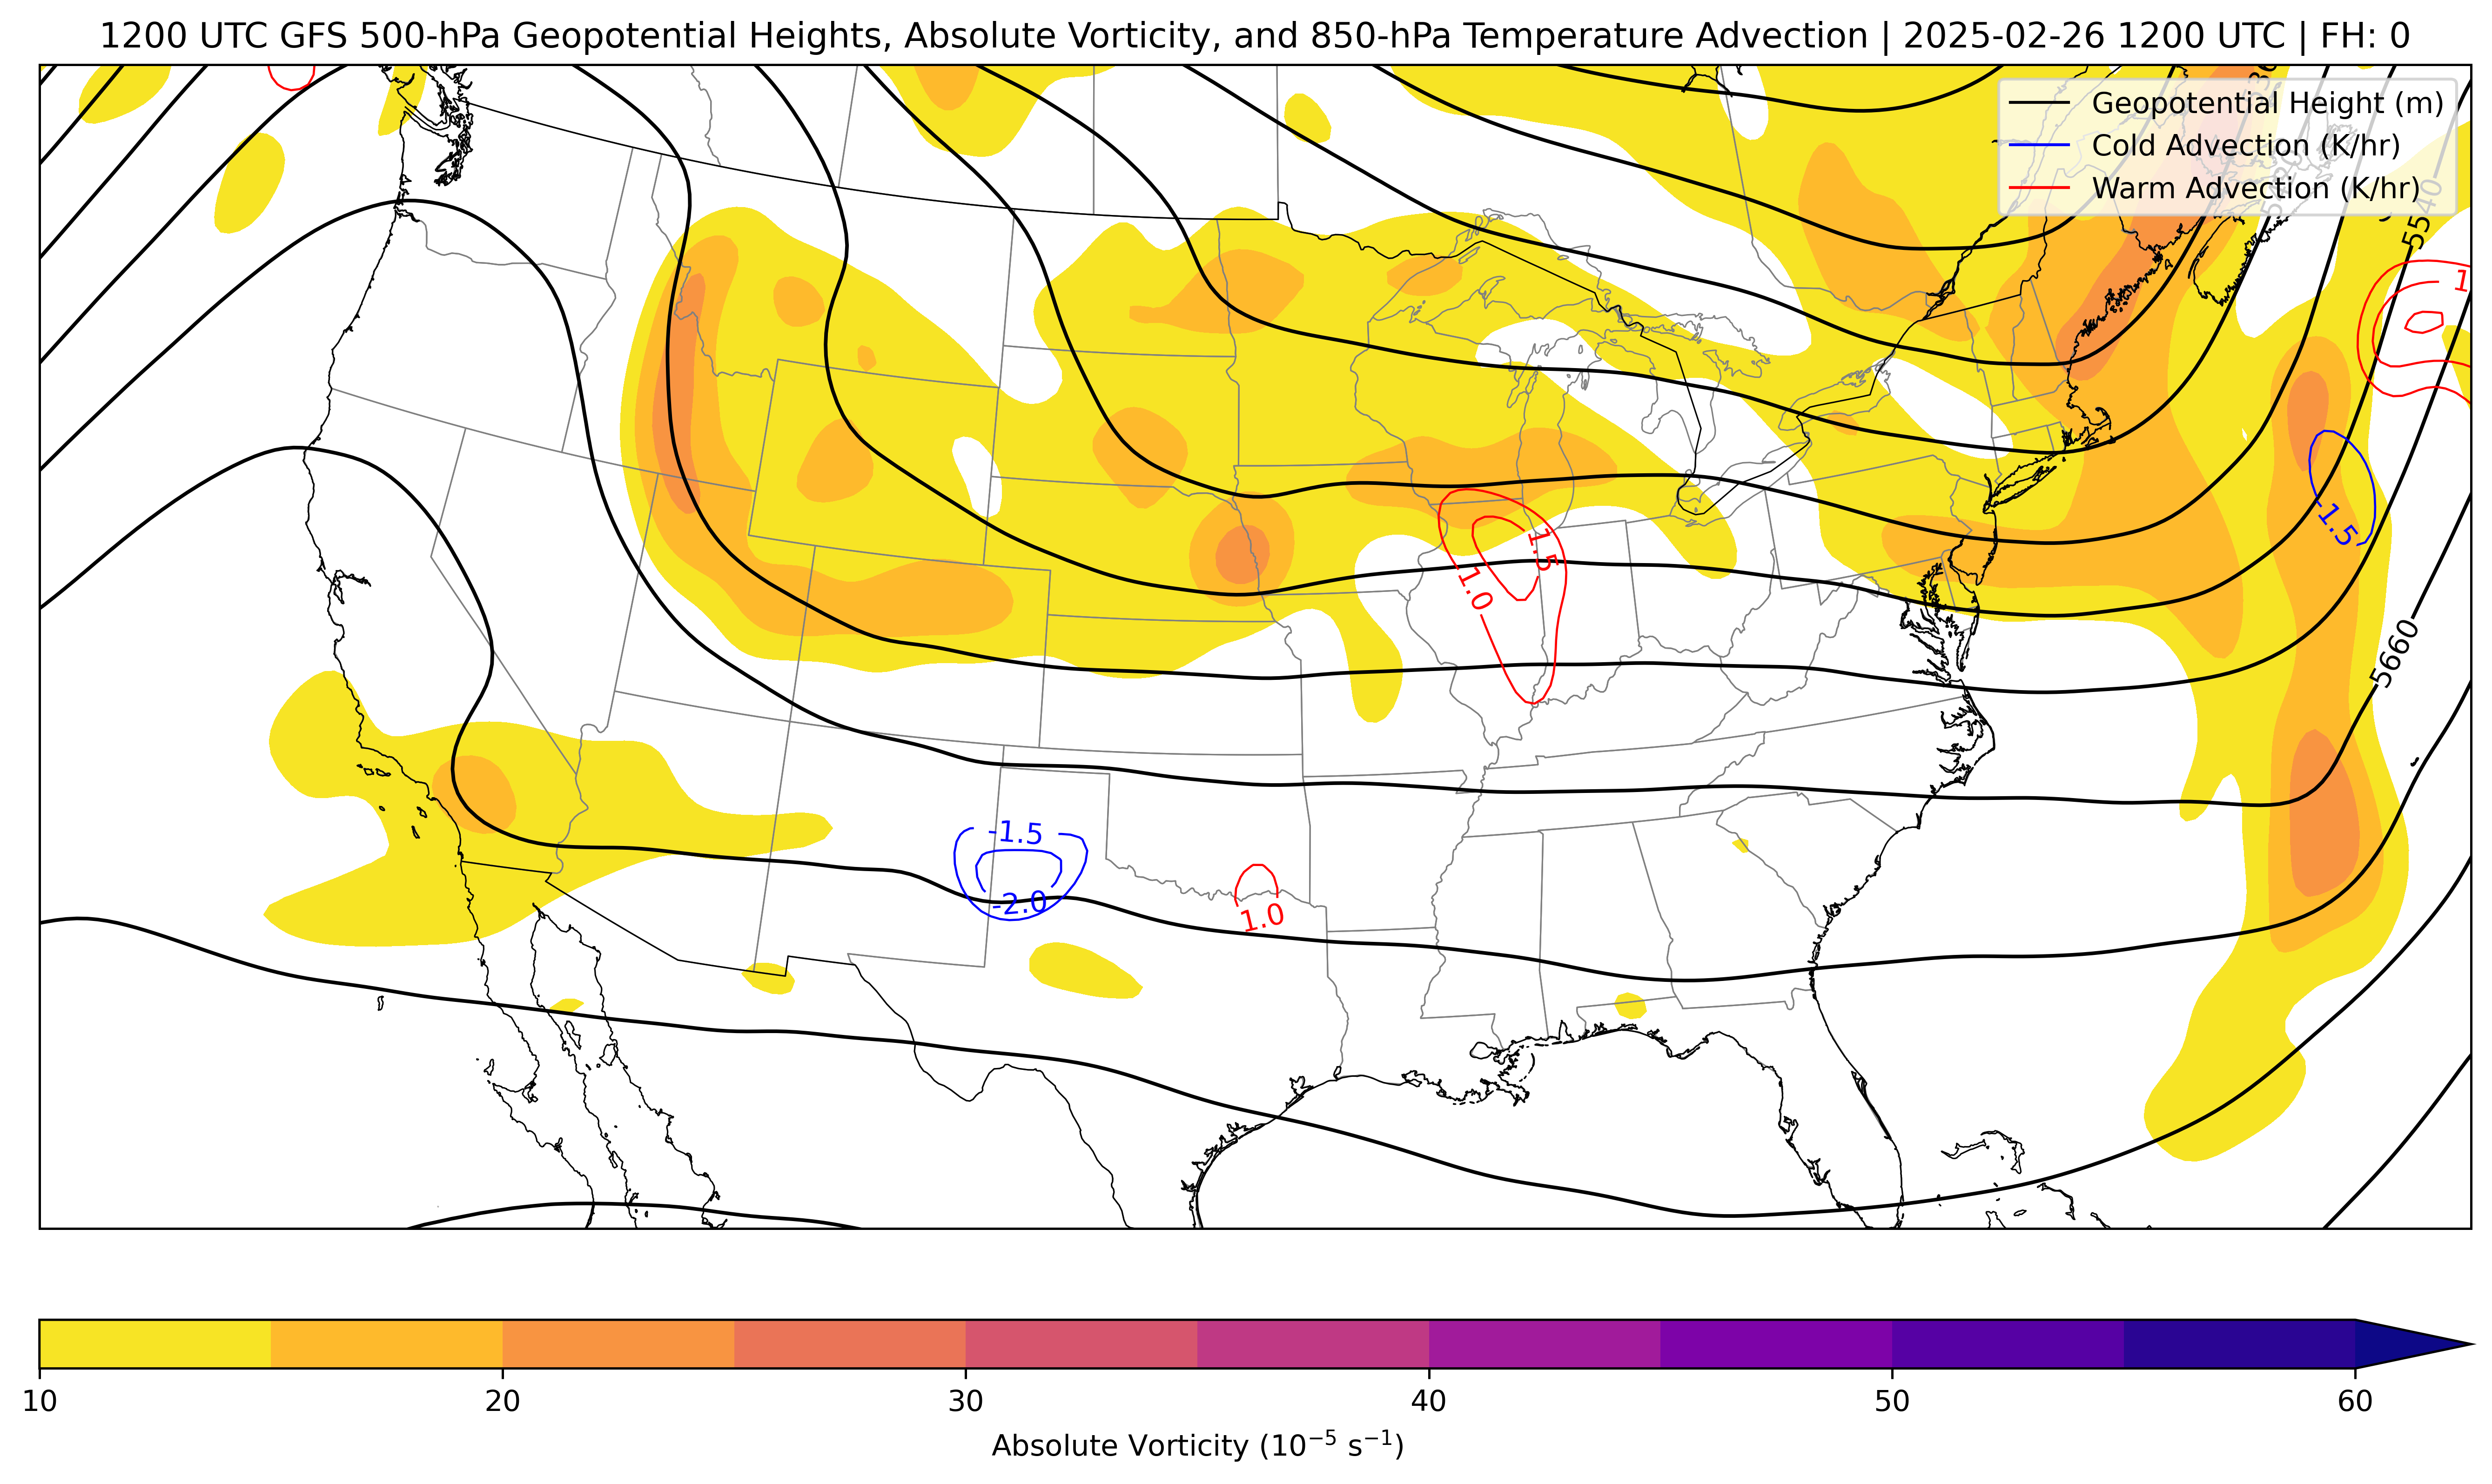 1200 UTC GFS 500-hPa Geopotential Heights, Absolute Vorticity, and 850-hPa Temperature Advection | 2025-02-26 1200 UTC | FH: 0
Geopotential Height (m)
Cold Advection (K/hr)
Warm Advection (K/hr)
5540
-1.5
1.5
1.0
5660
-1.5
-2.0
1.0
10 20 30 40 50 60
Absolute Vorticity (10⁻⁵ s⁻¹)